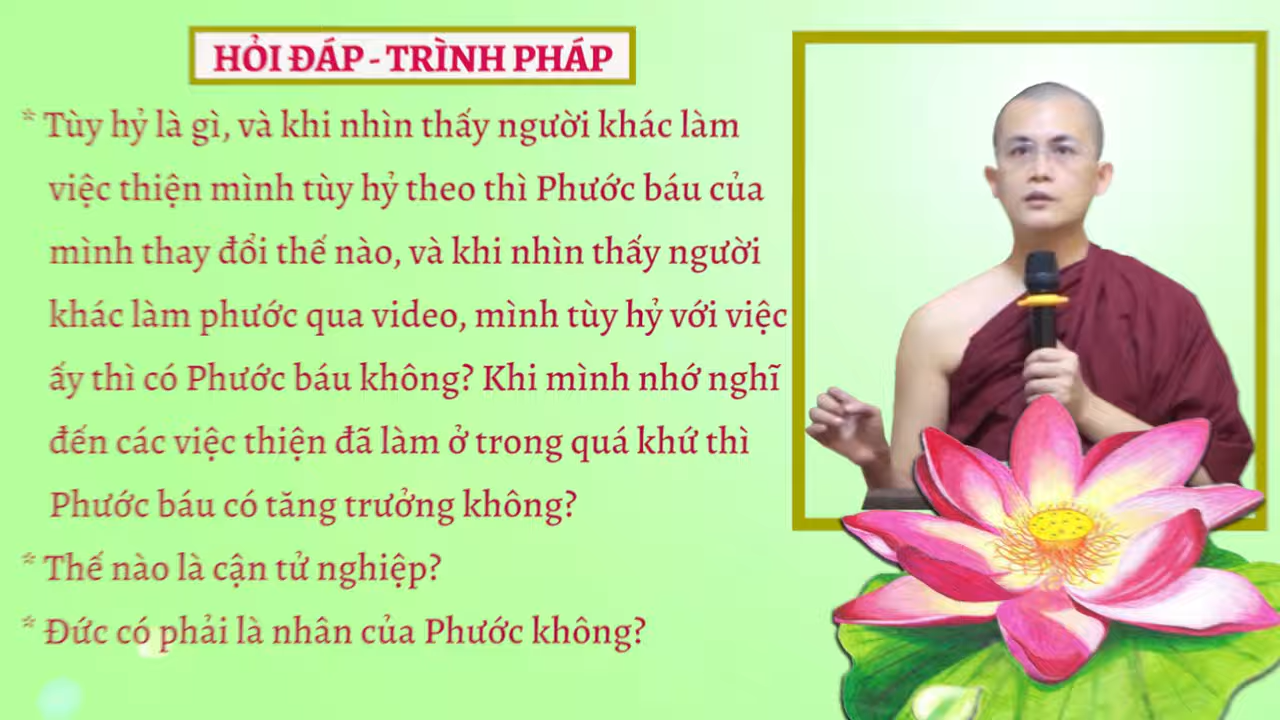 HỎI ĐÁP - TRÌNH PHÁP
* Tùy hỷ là gì, và khi nhìn thấy người khác làm
việc thiện mình tùy hỷ theo thì Phước báu của
mình thay đổi thế nào, và khi nhìn thấy người
khác làm phước qua video, mình tùy hỷ với việc
ấy thì có Phước báu không? Khi mình nhớ nghĩ
đến các việc thiện đã làm ở trong quá khứ thì
Phước báu có tăng trưởng không?
* Thế nào là cận tử nghiệp?
* Đức có phải là nhân của Phước không?